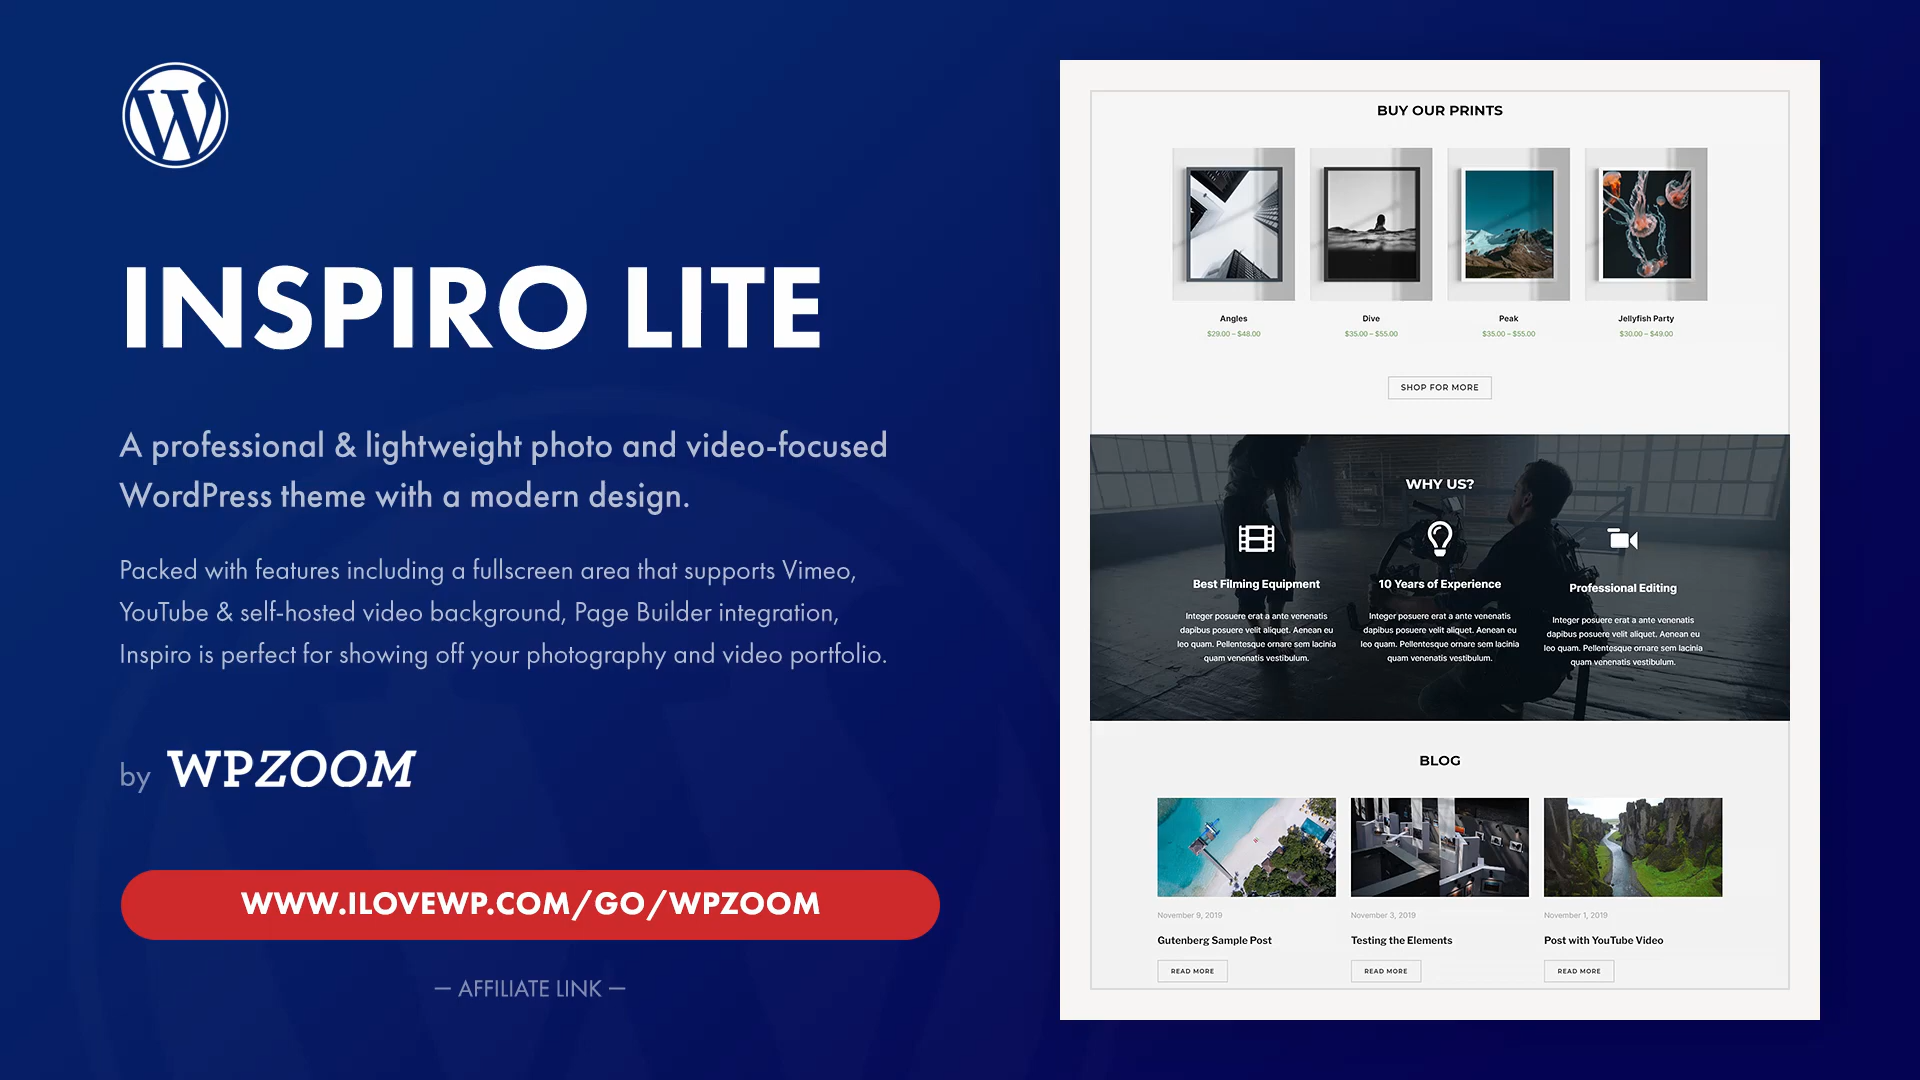 INSPIRO LITE
A professional & lightweight photo and video-focused
WordPress theme with a modern design.
Packed with features including a fullscreen area that supports Vimeo,
YouTube & self-hosted video background, Page Builder integration,
Inspiro is perfect for showing off your photography and video portfolio.
by WPZOOM
WWW.ILOVEWP.COM/GO/WPZOOM
— AFFILIATE LINK —
BUY OUR PRINTS
Angles
$29.00 – $48.00
Dive
$35.00 – $55.00
Peak
$35.00 – $55.00
Jellyfish Party
$30.00 – $49.00
SHOP FOR MORE
WHY US?
Best Filming Equipment
Integer posuere erat a ante venenatis
dapibus posuere velit aliquet. Aenean eu
leo quam. Pellentesque ornare sem lacinia
quam venenatis vestibulum.
10 Years of Experience
Integer posuere erat a ante venenatis
dapibus posuere velit aliquet. Aenean eu
leo quam. Pellentesque ornare sem lacinia
quam venenatis vestibulum.
Professional Editing
Integer posuere erat a ante venenatis
dapibus posuere velit aliquet. Aenean eu
leo quam. Pellentesque ornare sem lacinia
quam venenatis vestibulum.
BLOG
November 9, 2019
Gutenberg Sample Post
READ MORE
November 3, 2019
Testing the Elements
READ MORE
November 1, 2019
Post with YouTube Video
READ MORE